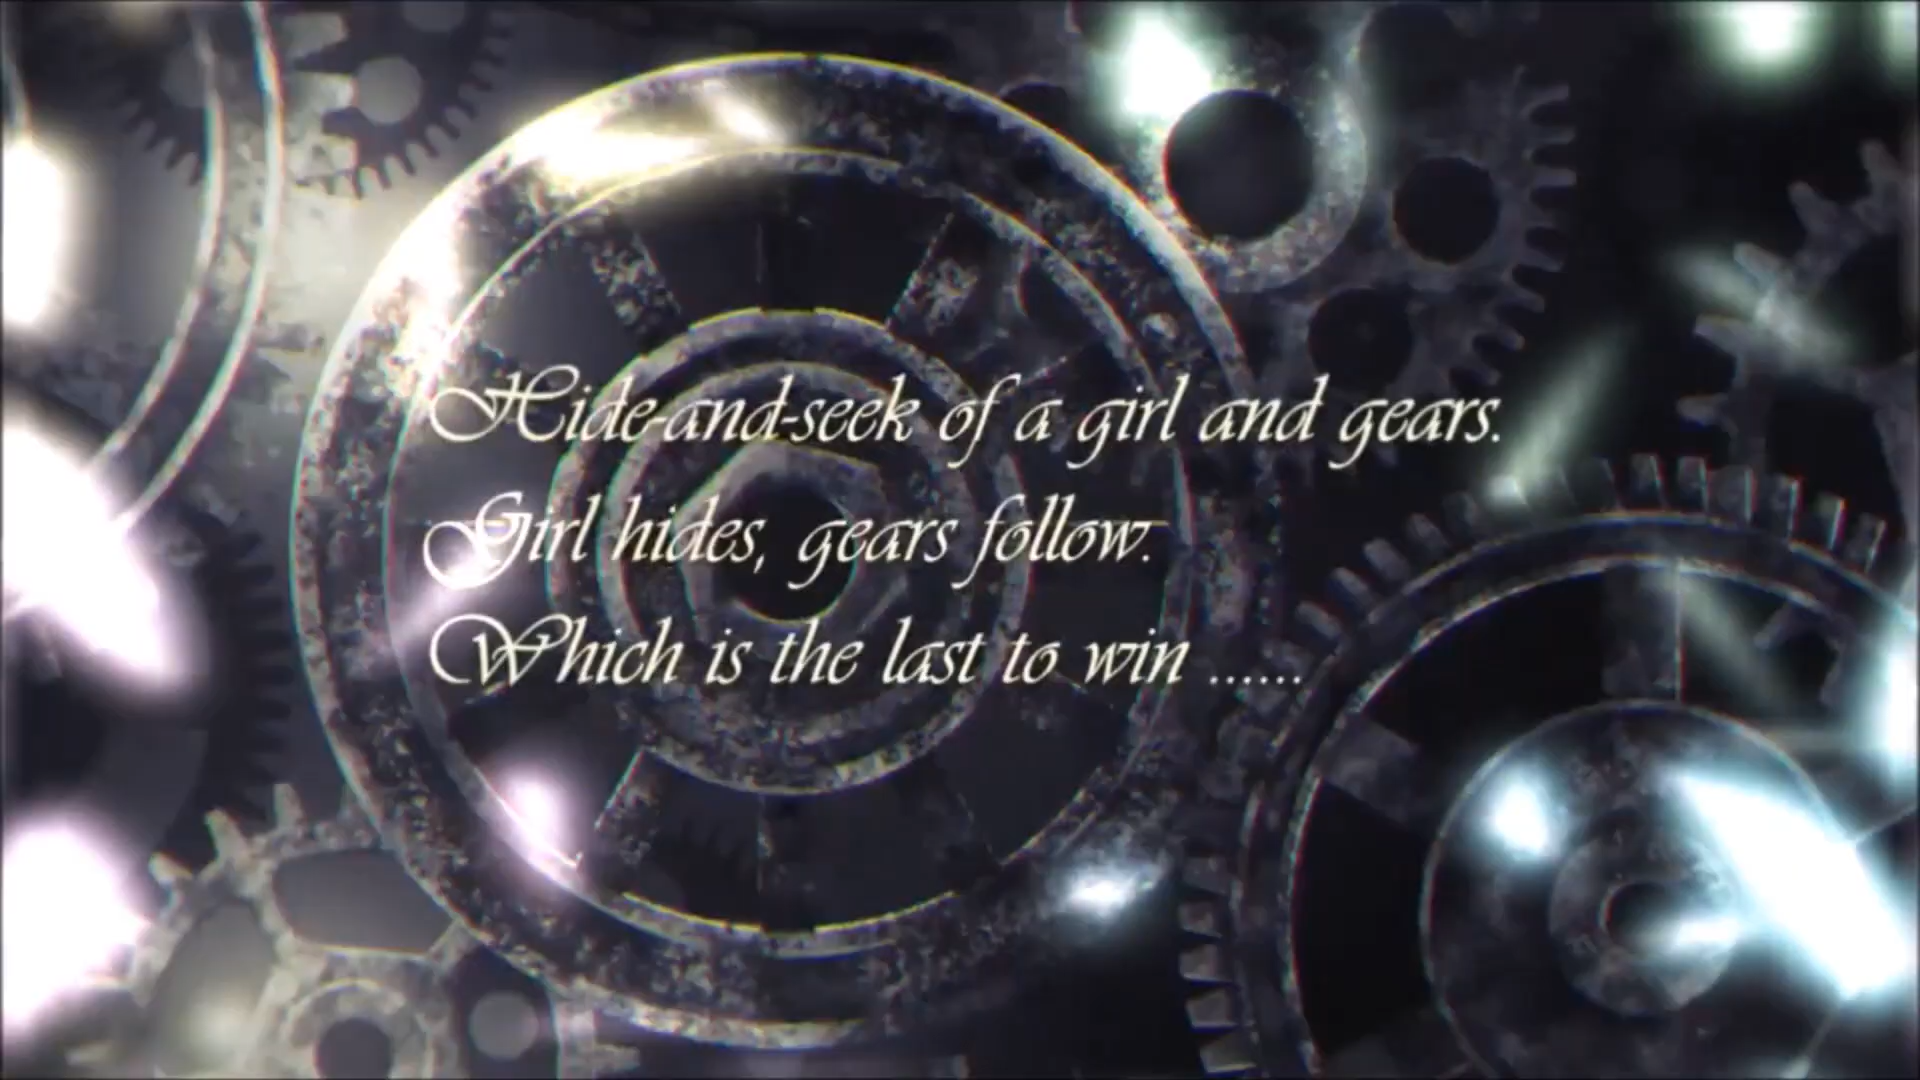 Hide-and-seek of a girl and gears.
Girl hides, gears follow.
Which is the last to win ......